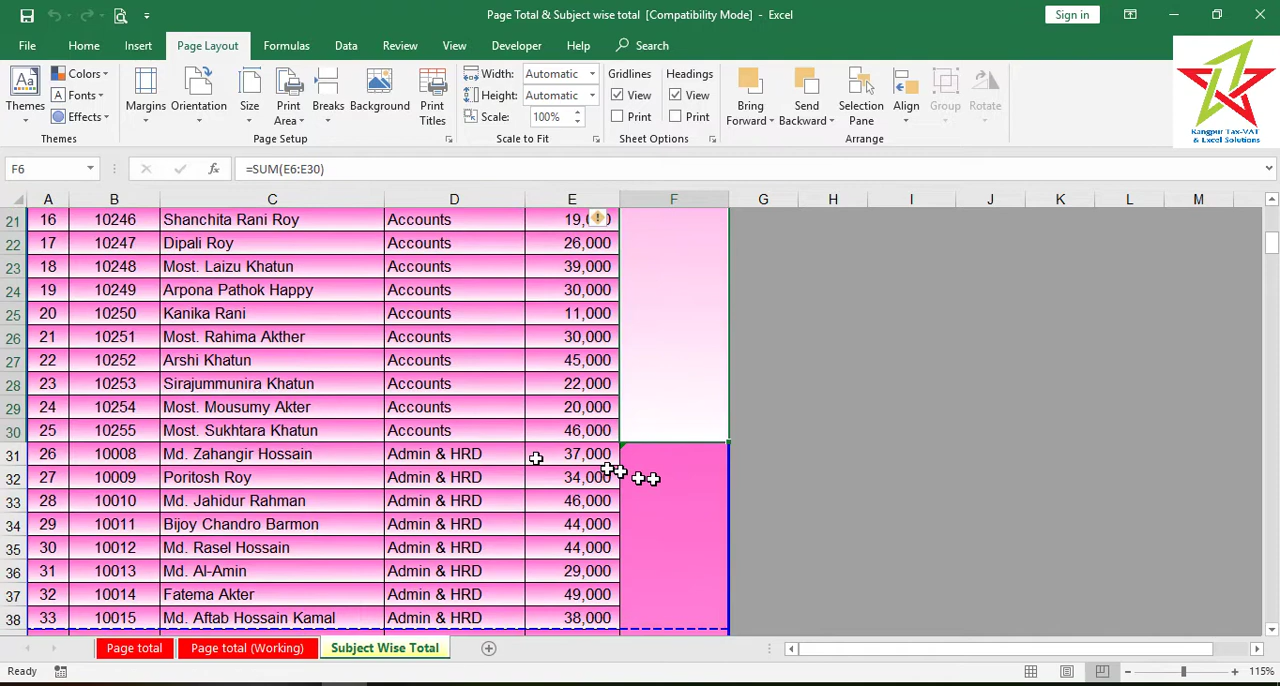 Page Total & Subject wise total [Compatibility Mode] - Excel
Sign in
File Home Insert Page Layout Formulas Data Review View Developer Help Search
Aa Themes Colors Fonts Effects Themes
Margins Orientation Size Print Area Breaks Background Print Titles Page Setup
Width: Automatic Height: Automatic Scale: 100% Scale to Fit
Gridlines View Print Headings View Print Sheet Options
Bring Forward Send Backward Selection Pane Align Group Rotate Arrange
Rangpur Tax-VAT
& Excel Solutions
F6 fx =SUM(E6:E30)
A B C D E F G H I J K L M
21 16 10246 Shanchita Rani Roy Accounts
22 17 10247 Dipali Roy Accounts 26,000
23 18 10248 Most. Laizu Khatun Accounts 39,000
24 19 10249 Arpona Pathok Happy Accounts 30,000
25 20 10250 Kanika Rani Accounts 11,000
26 21 10251 Most. Rahima Akther Accounts 30,000
27 22 10252 Arshi Khatun Accounts 45,000
28 23 10253 Sirajummunira Khatun Accounts 22,000
29 24 10254 Most. Mousumy Akter Accounts 20,000
30 25 10255 Most. Sukhtara Khatun Accounts 46,000
31 26 10008 Md. Zahangir Hossain Admin & HRD 37,000
32 27 10009 Poritosh Roy Admin & HRD 34,000
33 28 10010 Md. Jahidur Rahman Admin & HRD 46,000
34 29 10011 Bijoy Chandro Barmon Admin & HRD 44,000
35 30 10012 Md. Rasel Hossain Admin & HRD 44,000
36 31 10013 Md. Al-Amin Admin & HRD 29,000
37 32 10014 Fatema Akter Admin & HRD 49,000
38 33 10015 Md. Aftab Hossain Kamal Admin & HRD 38,000
Page total Page total (Working) Subject Wise Total
Ready 115%